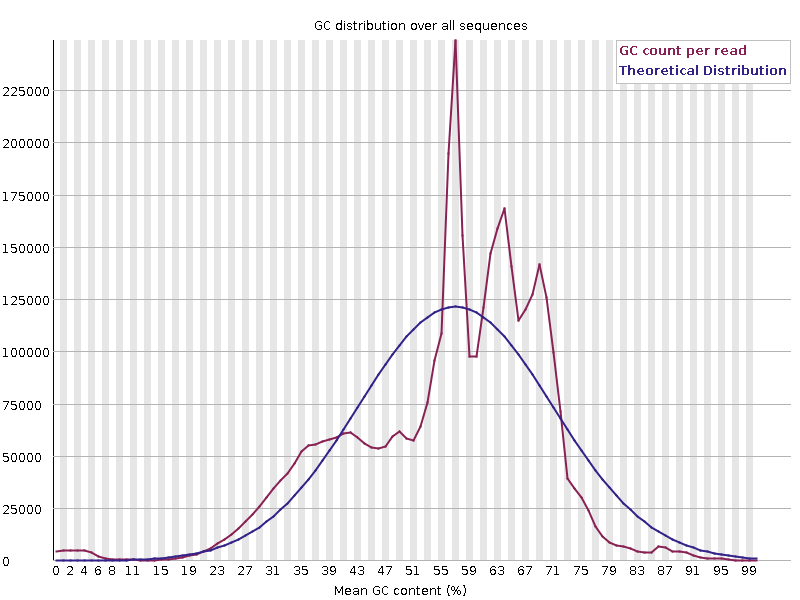 GC distribution over all sequences
GC count per read
Theoretical Distribution
225000
200000
175000
150000
125000
100000
75000
50000
25000
0
0 2 4 6 8 11 15 19 23 27 31 35 39 43 47 51 55 59 63 67 71 75 79 83 87 91 95 99
Mean GC content (%)